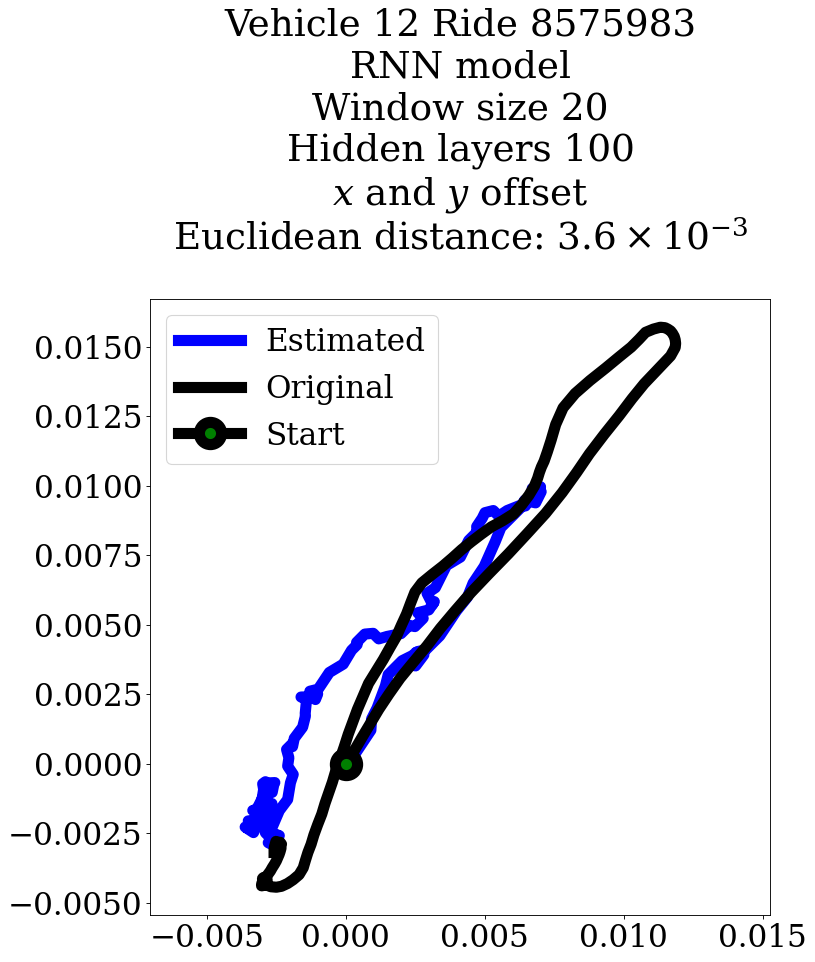 Vehicle 12 Ride 8575983
RNN model
Window size 20
Hidden layers 100
x and y offset
Euclidean distance: 3.6 × 10⁻³
Estimated
Original
Start
0.0150
0.0125
0.0100
0.0075
0.0050
0.0025
0.0000
−0.0025
−0.0050
−0.005 0.000 0.005 0.010 0.015